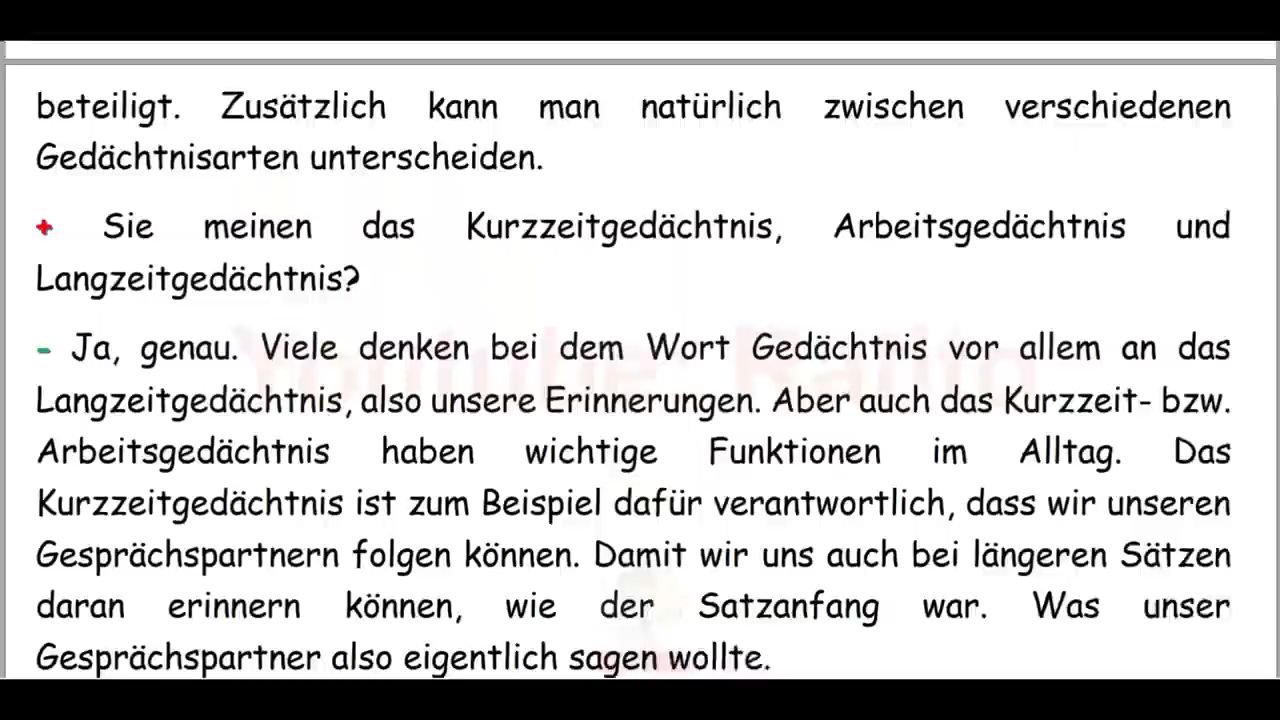 beteiligt. Zusätzlich kann man natürlich zwischen verschiedenen
Gedächtnisarten unterscheiden.
+ Sie meinen das Kurzzeitgedächtnis, Arbeitsgedächtnis und
Langzeitgedächtnis?
- Ja, genau. Viele denken bei dem Wort Gedächtnis vor allem an das
Langzeitgedächtnis, also unsere Erinnerungen. Aber auch das Kurzzeit- bzw.
Arbeitsgedächtnis haben wichtige Funktionen im Alltag. Das
Kurzzeitgedächtnis ist zum Beispiel dafür verantwortlich, dass wir unseren
Gesprächspartnern folgen können. Damit wir uns auch bei längeren Sätzen
daran erinnern können, wie der Satzanfang war. Was unser
Gesprächspartner also eigentlich sagen wollte.